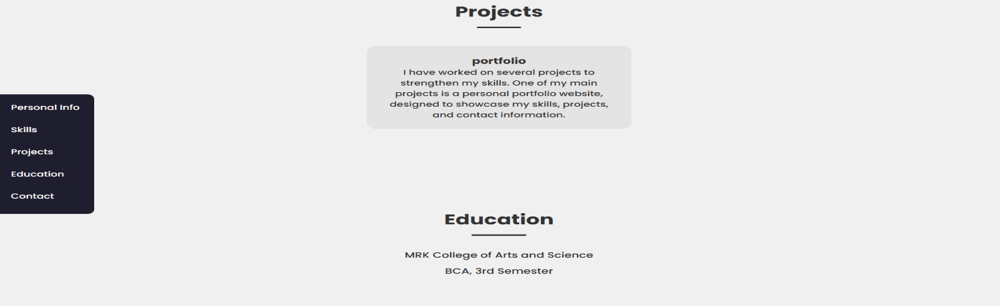 Projects
portfolio
I have worked on several projects to
strengthen my skills. One of my main
projects is a personal portfolio website,
designed to showcase my skills, projects,
and contact information.
Personal Info
Skills
Projects
Education
Contact
Education
MRK College of Arts and Science
BCA, 3rd Semester